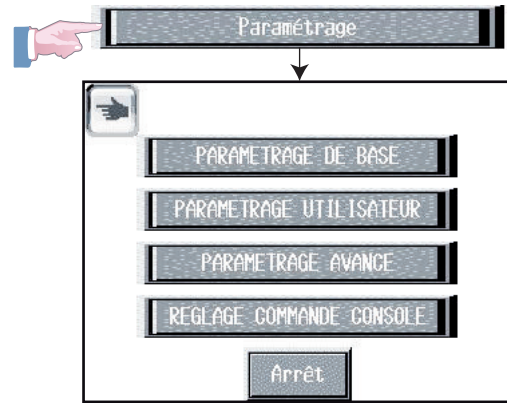 Paramétrage
PARAMETRAGE DE BASE
PARAMETRAGE UTILISATEUR
PARAMETRAGE AVANCE
REGLAGE COMMANDE CONSOLE
Arrêt